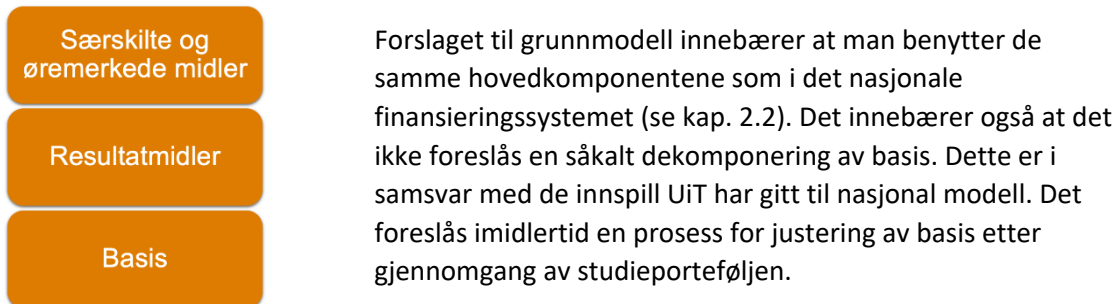 Særskilte og
øremerkede midler
Resultatmidler
Basis
Forslaget til grunnmodell innebærer at man benytter de
samme hovedkomponentene som i det nasjonale
finansieringssystemet (se kap. 2.2). Det innebærer også at det
ikke foreslås en såkalt dekomponering av basis. Dette er i
samsvar med de innspill UiT har gitt til nasjonal modell. Det
foreslås imidlertid en prosess for justering av basis etter
gjennomgang av studieporteføljen.